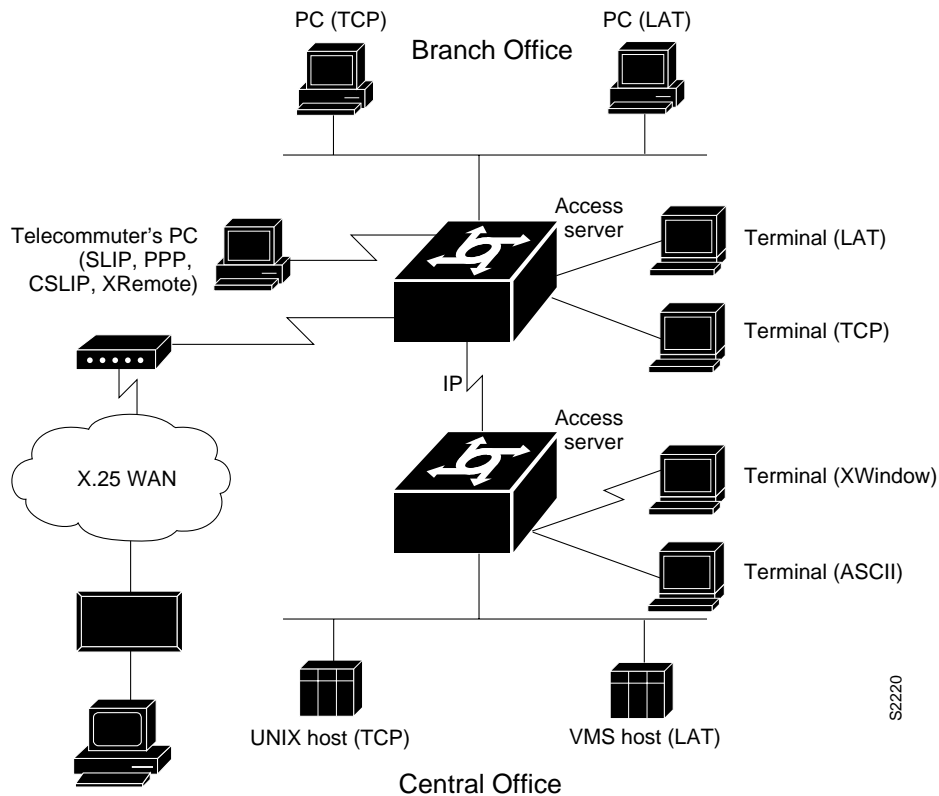 PC (TCP)
PC (LAT)
Branch Office
Access
server
Telecommuter's PC
(SLIP, PPP,
CSLIP, XRemote)
Terminal (LAT)
Terminal (TCP)
IP
Access
server
X.25 WAN
Terminal (XWindow)
Terminal (ASCII)
UNIX host (TCP)
VMS host (LAT)
S2220
Central Office